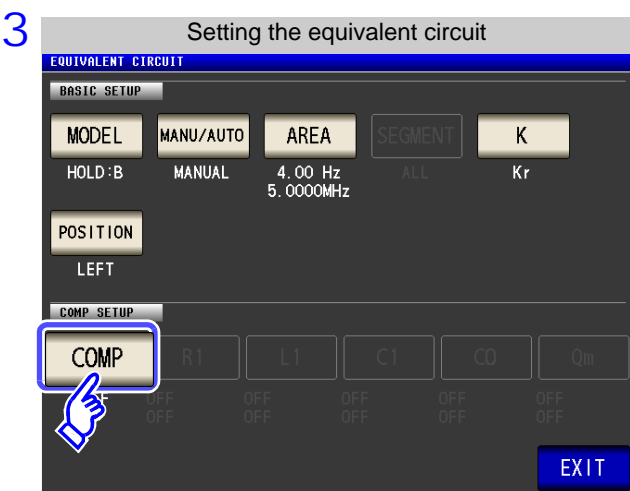 3
Setting the equivalent circuit
EQUIVALENT CIRCUIT
BASIC SETUP
MODEL MANU/AUTO AREA SEGMENT K
HOLD:B MANUAL 4.00 Hz ALL Kr
5.0000MHz
POSITION
LEFT
COMP SETUP
COMP R1 L1 C1 C0 Qm
OFF OFF OFF OFF OFF
OFF OFF OFF OFF OFF
EXIT